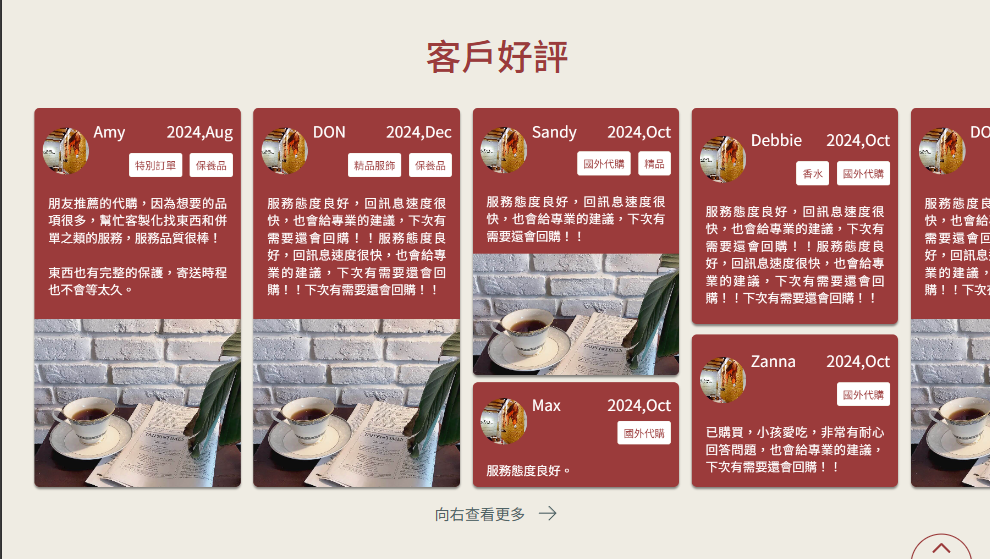 客戶好評
Amy 2024,Aug
特別訂單 保養品
朋友推薦的代購，因為想要的品
項很多，幫忙客製化找東西和併
單之類的服務，服務品質很棒！
東西也有完整的保護，寄送時程
也不會等太久。
DON 2024,Dec
精品服飾 保養品
服務態度良好，回訊息速度很
快，也會給專業的建議，下次有
需要還會回購！！服務態度良
好，回訊息速度很快，也會給專
業的建議，下次有需要還會回
購！！下次有需要還會回購！！
Sandy 2024,Oct
國外代購 精品
服務態度良好，回訊息速度很
快，也會給專業的建議，下次有
需要還會回購！！
Max 2024,Oct
國外代購
服務態度良好。
Debbie 2024,Oct
香水 國外代購
服務態度良好，回訊息速度很
快，也會給專業的建議，下次有
需要還會回購！！服務態度良
好，回訊息速度很快，也會給專
業的建議，下次有需要還會回
購！！下次有需要還會回購！！
Zanna 2024,Oct
國外代購
已購買，小孩愛吃，非常有耐心
回答問題，也會給專業的建議，
下次有需要還會回購！！
DO
服務態度
快，也會給
需要還會回
好，回訊息
業的建議，
購！！下次
向右查看更多